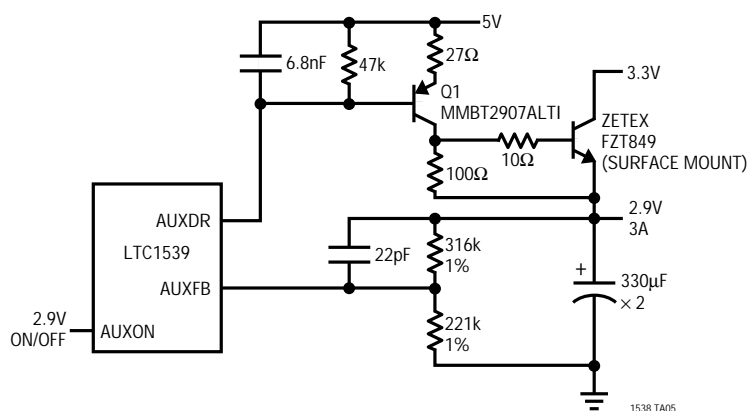 5V
6.8nF
47k
27Ω
Q1
MMBT2907ALTI
3.3V
ZETEX
FZT849
(SURFACE MOUNT)
10Ω
100Ω
AUXDR
LTC1539
AUXFB
AUXON
2.9V
ON/OFF
22pF
316k
1%
221k
1%
2.9V
3A
+
330µF
× 2
1538 TA05